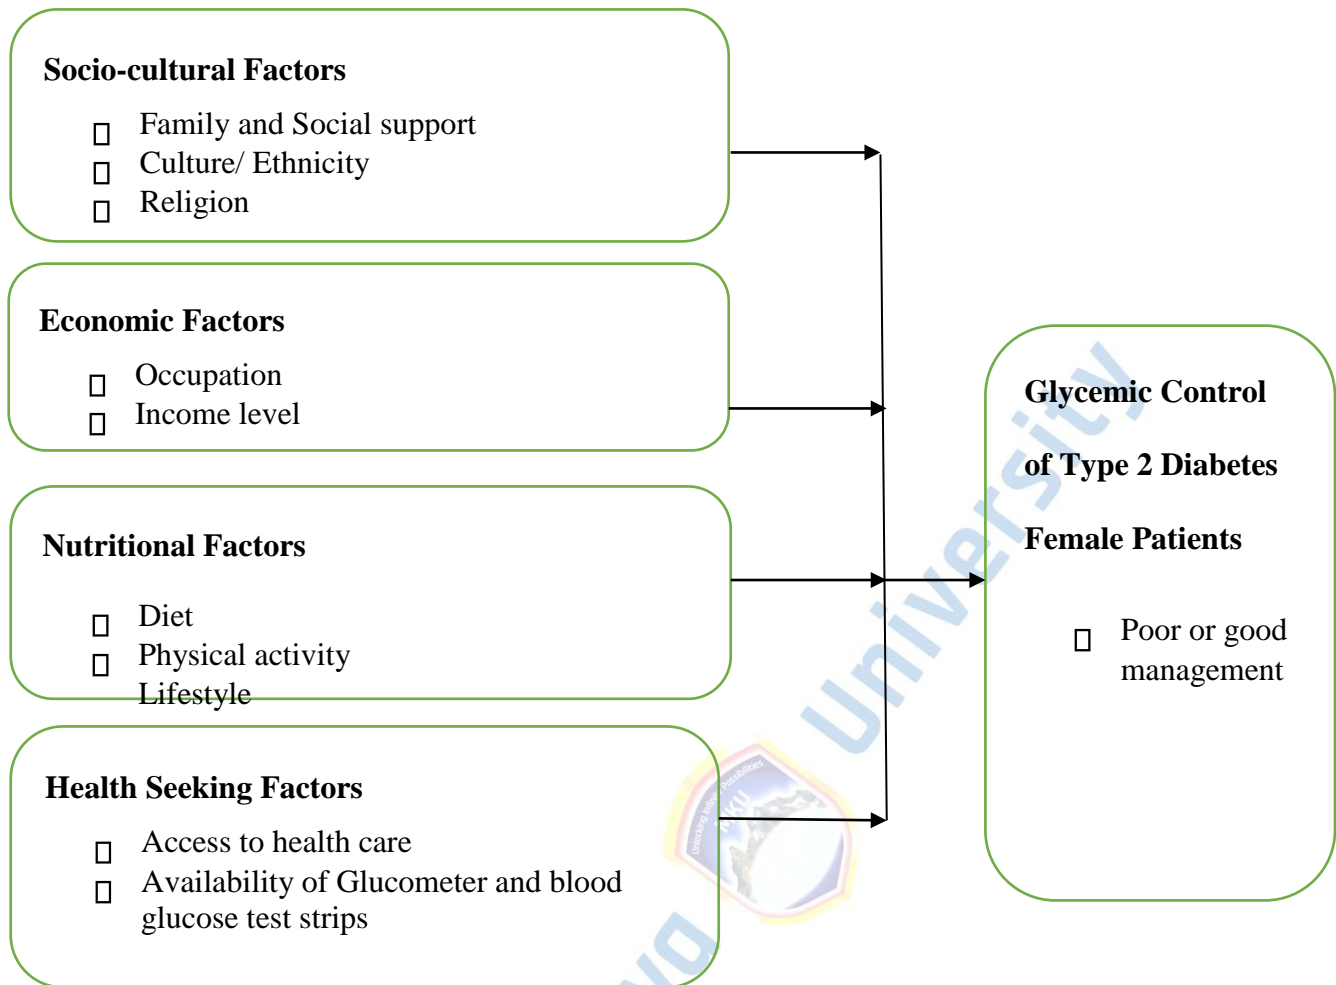 Socio-cultural Factors
Family and Social support
Culture/ Ethnicity
Religion
Economic Factors
Occupation
Income level
Nutritional Factors
Diet
Physical activity
Lifestyle
Health Seeking Factors
Access to health care
Availability of Glucometer and blood
glucose test strips
Glycemic Control
of Type 2 Diabetes
Female Patients
Poor or good
management
University
MKU